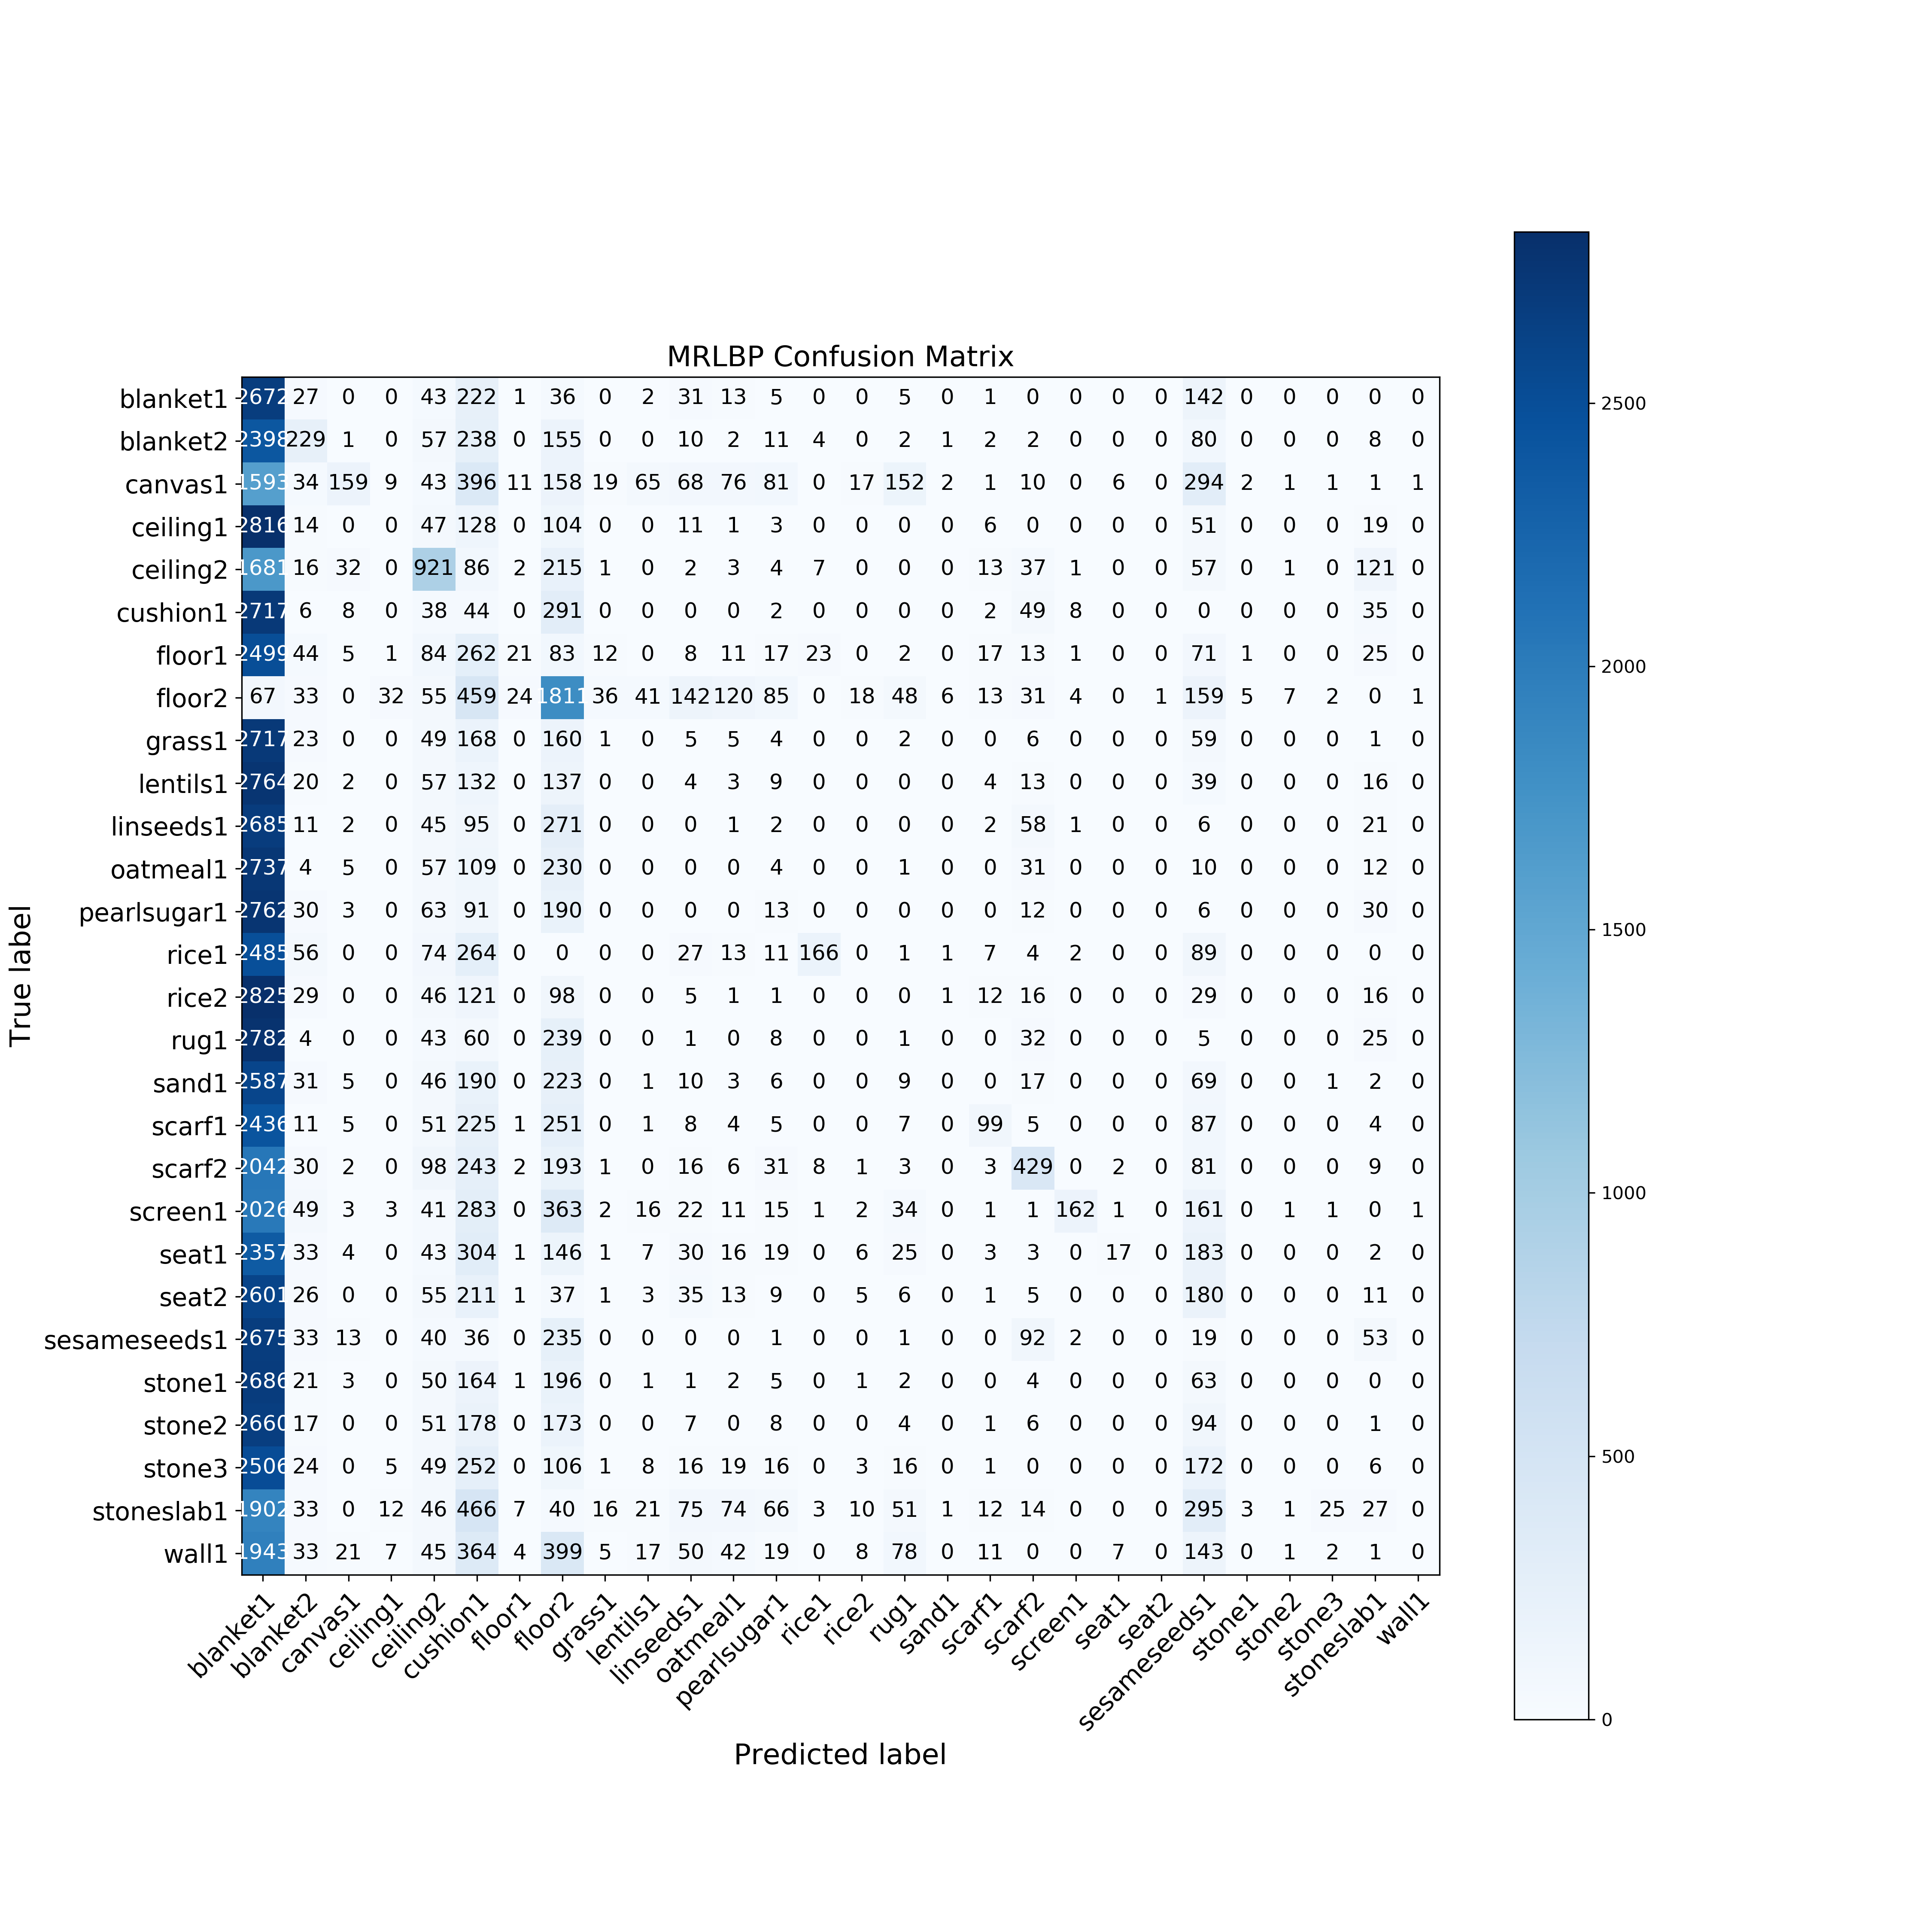 MRLBP Confusion Matrix
blanket1 2672 27 0 0 43 222 1 36 0 2 31 13 5 0 0 5 0 1 0 0 0 0 142 0 0 0 0 0
blanket2 2398 229 1 0 57 238 0 155 0 0 10 2 11 4 0 2 1 2 2 0 0 0 80 0 0 0 8 0
canvas1 1593 34 159 9 43 396 11 158 19 65 68 76 81 0 17 152 2 1 10 0 6 0 294 2 1 1 1 1
ceiling1 2816 14 0 0 47 128 0 104 0 0 11 1 3 0 0 0 0 6 0 0 0 0 51 0 0 0 19 0
ceiling2 1681 16 32 0 921 86 2 215 1 0 2 3 4 7 0 0 0 13 37 1 0 0 57 0 1 0 121 0
cushion1 2717 6 8 0 38 44 0 291 0 0 0 0 2 0 0 0 0 2 49 8 0 0 0 0 0 0 35 0
floor1 2499 44 5 1 84 262 21 83 12 0 8 11 17 23 0 2 0 17 13 1 0 0 71 1 0 0 25 0
floor2 67 33 0 32 55 459 24 1811 36 41 142 120 85 0 18 48 6 13 31 4 0 1 159 5 7 2 0 1
grass1 2717 23 0 0 49 168 0 160 1 0 5 5 4 0 0 2 0 0 6 0 0 0 59 0 0 0 1 0
lentils1 2764 20 2 0 57 132 0 137 0 0 4 3 9 0 0 0 0 4 13 0 0 0 39 0 0 0 16 0
linseeds1 2685 11 2 0 45 95 0 271 0 0 0 1 2 0 0 0 0 2 58 1 0 0 6 0 0 0 21 0
oatmeal1 2737 4 5 0 57 109 0 230 0 0 0 0 4 0 0 1 0 0 31 0 0 0 10 0 0 0 12 0
pearlsugar1 2762 30 3 0 63 91 0 190 0 0 0 0 13 0 0 0 0 0 12 0 0 0 6 0 0 0 30 0
rice1 2485 56 0 0 74 264 0 0 0 0 27 13 11 166 0 1 1 7 4 2 0 0 89 0 0 0 0 0
rice2 2825 29 0 0 46 121 0 98 0 0 5 1 1 0 0 0 1 12 16 0 0 0 29 0 0 0 16 0
rug1 2782 4 0 0 43 60 0 239 0 0 1 0 8 0 0 1 0 0 32 0 0 0 5 0 0 0 25 0
sand1 2587 31 5 0 46 190 0 223 0 1 10 3 6 0 0 9 0 0 17 0 0 0 69 0 0 1 2 0
scarf1 2436 11 5 0 51 225 1 251 0 1 8 4 5 0 0 7 0 99 5 0 0 0 87 0 0 0 4 0
scarf2 2042 30 2 0 98 243 2 193 1 0 16 6 31 8 1 3 0 3 429 0 2 0 81 0 0 0 9 0
screen1 2026 49 3 3 41 283 0 363 2 16 22 11 15 1 2 34 0 1 1 162 1 0 161 0 1 1 0 1
seat1 2357 33 4 0 43 304 1 146 1 7 30 16 19 0 6 25 0 3 3 0 17 0 183 0 0 0 2 0
seat2 2601 26 0 0 55 211 1 37 1 3 35 13 9 0 5 6 0 1 5 0 0 0 180 0 0 0 11 0
sesameseeds1 2675 33 13 0 40 36 0 235 0 0 0 0 1 0 0 1 0 0 92 2 0 0 19 0 0 0 53 0
stone1 2686 21 3 0 50 164 1 196 0 1 1 2 5 0 1 2 0 0 4 0 0 0 63 0 0 0 0 0
stone2 2660 17 0 0 51 178 0 173 0 0 7 0 8 0 0 4 0 1 6 0 0 0 94 0 0 0 1 0
stone3 2506 24 0 5 49 252 0 106 1 8 16 19 16 0 3 16 0 1 0 0 0 0 172 0 0 0 6 0
stoneslab1 1902 33 0 12 46 466 7 40 16 21 75 74 66 3 10 51 1 12 14 0 0 0 295 3 1 25 27 0
wall1 1943 33 21 7 45 364 4 399 5 17 50 42 19 0 8 78 0 11 0 0 7 0 143 0 1 2 1 0
blanket1 blanket2 canvas1 ceiling1 ceiling2 cushion1 floor1 floor2 grass1 lentils1 linseeds1 oatmeal1 pearlsugar1 rice1 rice2 rug1 sand1 scarf1 scarf2 screen1 seat1 seat2 sesameseeds1 stone1 stone2 stone3 stoneslab1 wall1
True label
Predicted label
2500
2000
1500
1000
500
0